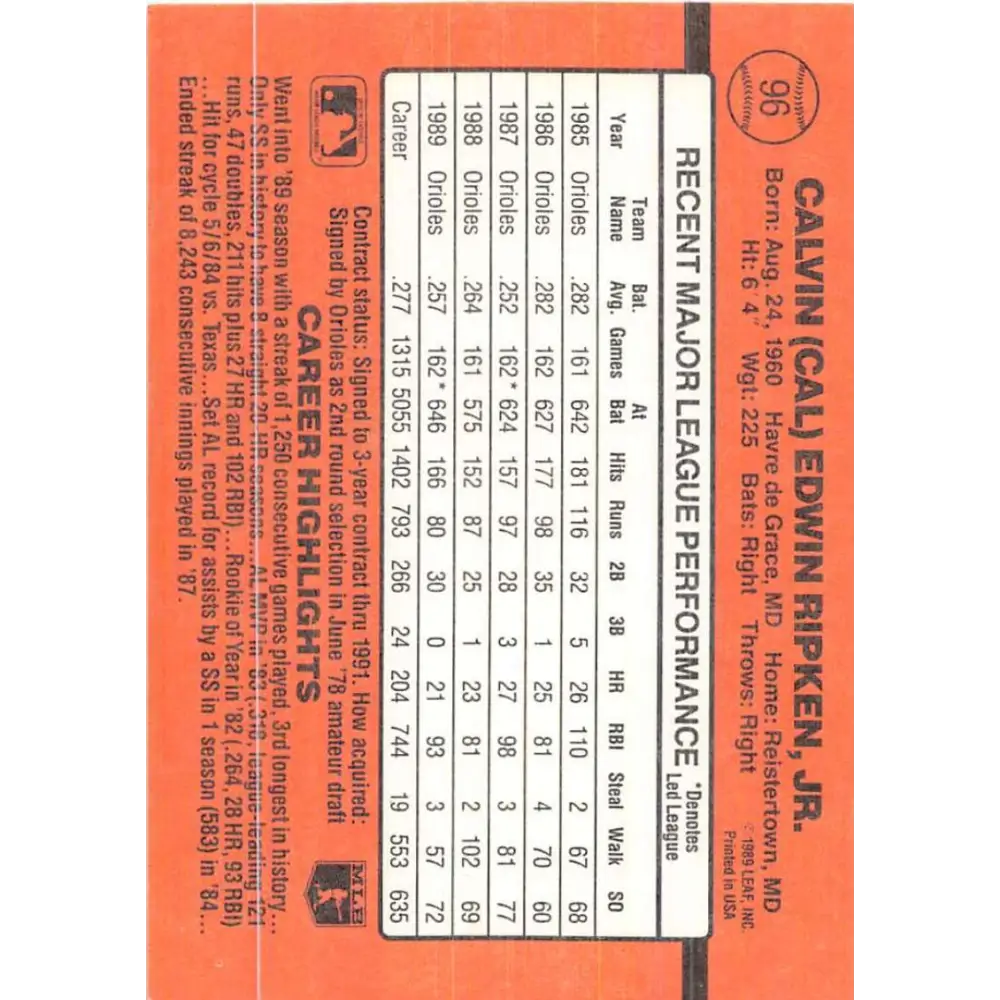 96
CALVIN (CAL) EDWIN RIPKEN, JR.
Born: Aug. 24, 1960 Havre de Grace, MD Home: Reistertown, MD
Ht: 6' 4" Wgt: 225 Bats: Right Throws: Right
© 1989 LEAF, INC.
Printed in USA
RECENT MAJOR LEAGUE PERFORMANCE
*Denotes
Led League
Year Team Name Bat. Avg. Games At Bat Hits Runs 2B 3B HR RBI Steal Walk SO
1985 Orioles .282 161 642 181 116 32 5 26 110 2 67 68
1986 Orioles .282 162 627 177 98 35 1 25 81 4 70 60
1987 Orioles .252 162* 624 157 97 28 3 27 98 3 81 77
1988 Orioles .264 161 575 152 87 25 1 23 81 2 102 69
1989 Orioles .257 162* 646 166 80 30 0 21 93 3 57 72
Career .277 1315 5055 1402 793 266 24 204 744 19 553 635
Contract status: Signed to 3-year contract thru 1991. How acquired:
Signed by Orioles as 2nd round selection in June '78 amateur draft
MLB
CAREER HIGHLIGHTS
Went into '89 season with a streak of 1,250 consecutive games played, 3rd longest in history...
Only SS in history to have 8 straight 20-HR seasons...AL MVP in '83 (.318, league-leading 121
runs, 47 doubles, 211 hits plus 27 HR and 102 RBI)...Rookie of Year in '82 (.264, 28 HR, 93 RBI)
...Hit for cycle 5/6/84 vs. Texas...Set AL record for assists by a SS in 1 season (583) in '84...
Ended streak of 8,243 consecutive innings played in '87.